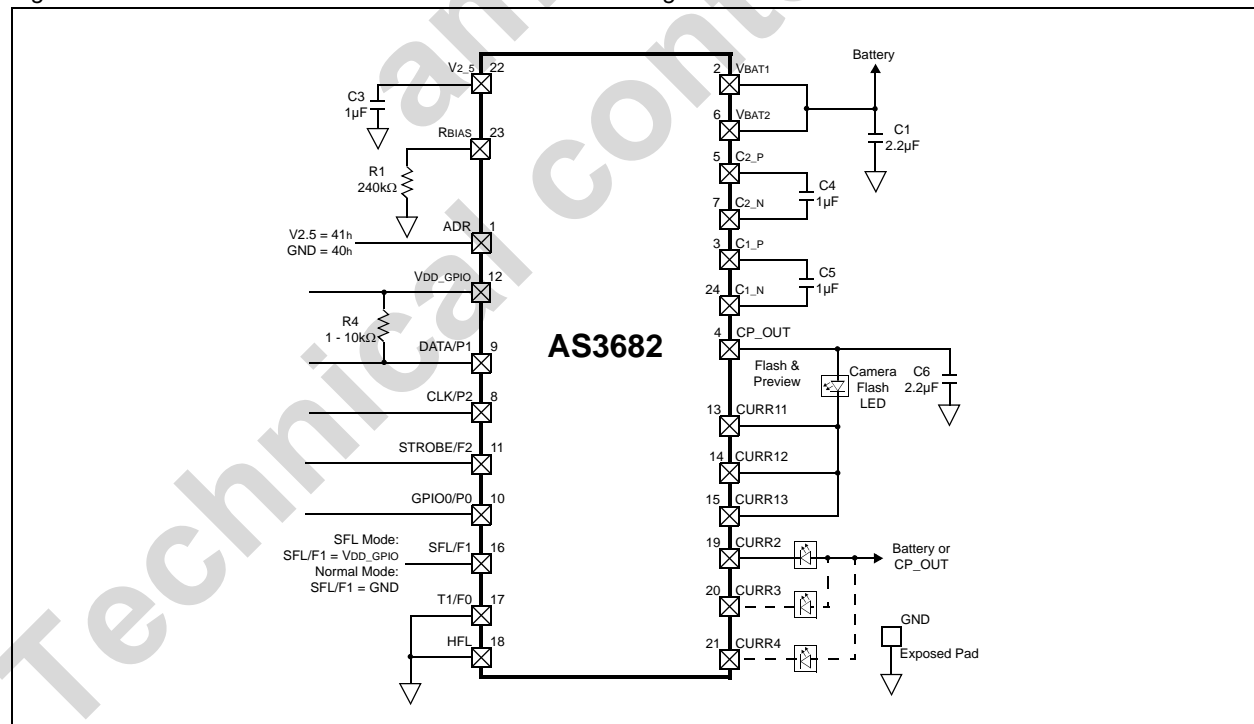 V2_5 22
C3
1µF
RBIAS 23
R1
240kΩ
ADR 1
V2.5 = 41h
GND = 40h
VDD_GPIO 12
R4
1 - 10kΩ
DATA/P1 9
CLK/P2 8
STROBE/F2 11
GPIO0/P0 10
SFL Mode:
SFL/F1 = VDD_GPIO
Normal Mode:
SFL/F1 = GND
SFL/F1 16
T1/F0 17
HFL 18
AS3682
2 VBAT1
Battery
6 VBAT2
C1
2.2µF
5 C2_P
C4
1µF
7 C2_N
3 C1_P
C5
1µF
24 C1_N
4 CP_OUT
Flash &
Preview
Camera
Flash
LED
C6
2.2µF
13 CURR11
14 CURR12
15 CURR13
19 CURR2
Battery or
CP_OUT
20 CURR3
21 CURR4
GND
Exposed Pad
Technical
am